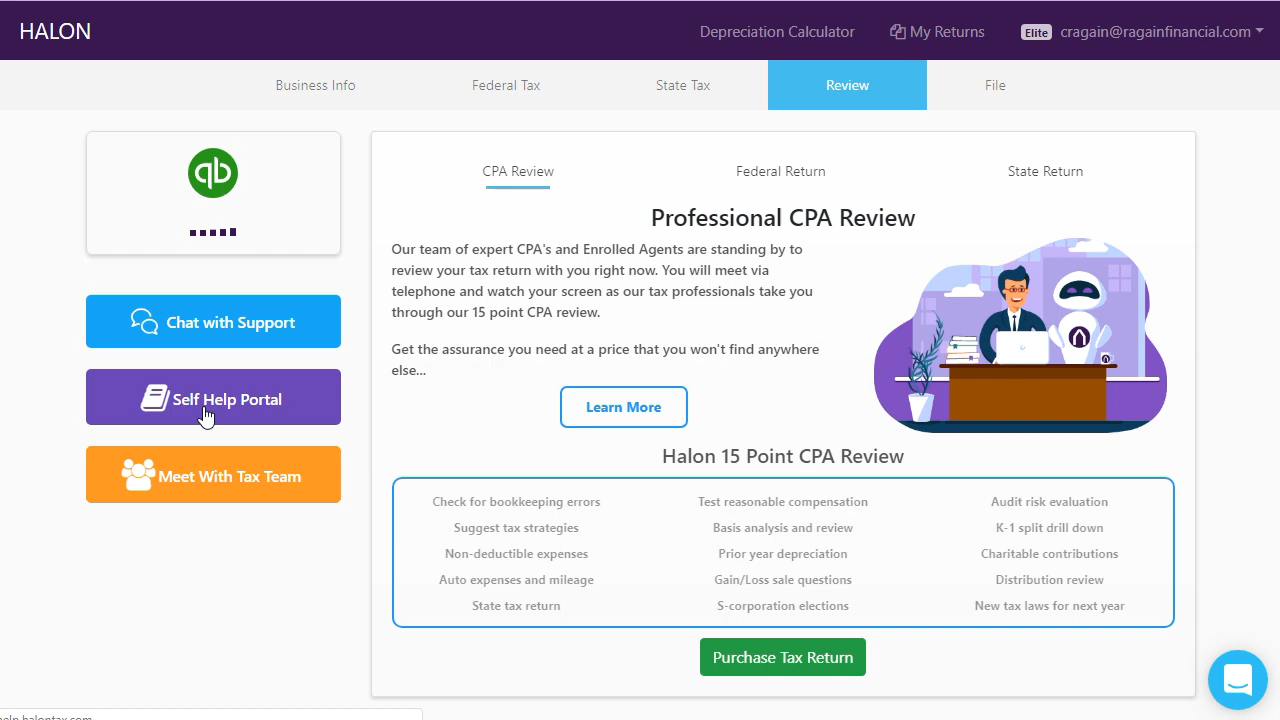 HALON
Depreciation Calculator
My Returns
Elite
cragain@ragainfinancial.com
Business Info
Federal Tax
State Tax
Review
File
qb
Chat with Support
Self Help Portal
Meet With Tax Team
CPA Review
Federal Return
State Return
Professional CPA Review
Our team of expert CPA's and Enrolled Agents are standing by to
review your tax return with you right now. You will meet via
telephone and watch your screen as our tax professionals take you
through our 15 point CPA review.
Get the assurance you need at a price that you won't find anywhere
else...
Learn More
Halon 15 Point CPA Review
Check for bookkeeping errors
Test reasonable compensation
Audit risk evaluation
Suggest tax strategies
Basis analysis and review
K-1 split drill down
Non-deductible expenses
Prior year depreciation
Charitable contributions
Auto expenses and mileage
Gain/Loss sale questions
Distribution review
State tax return
S-corporation elections
New tax laws for next year
Purchase Tax Return
help.halontax.com